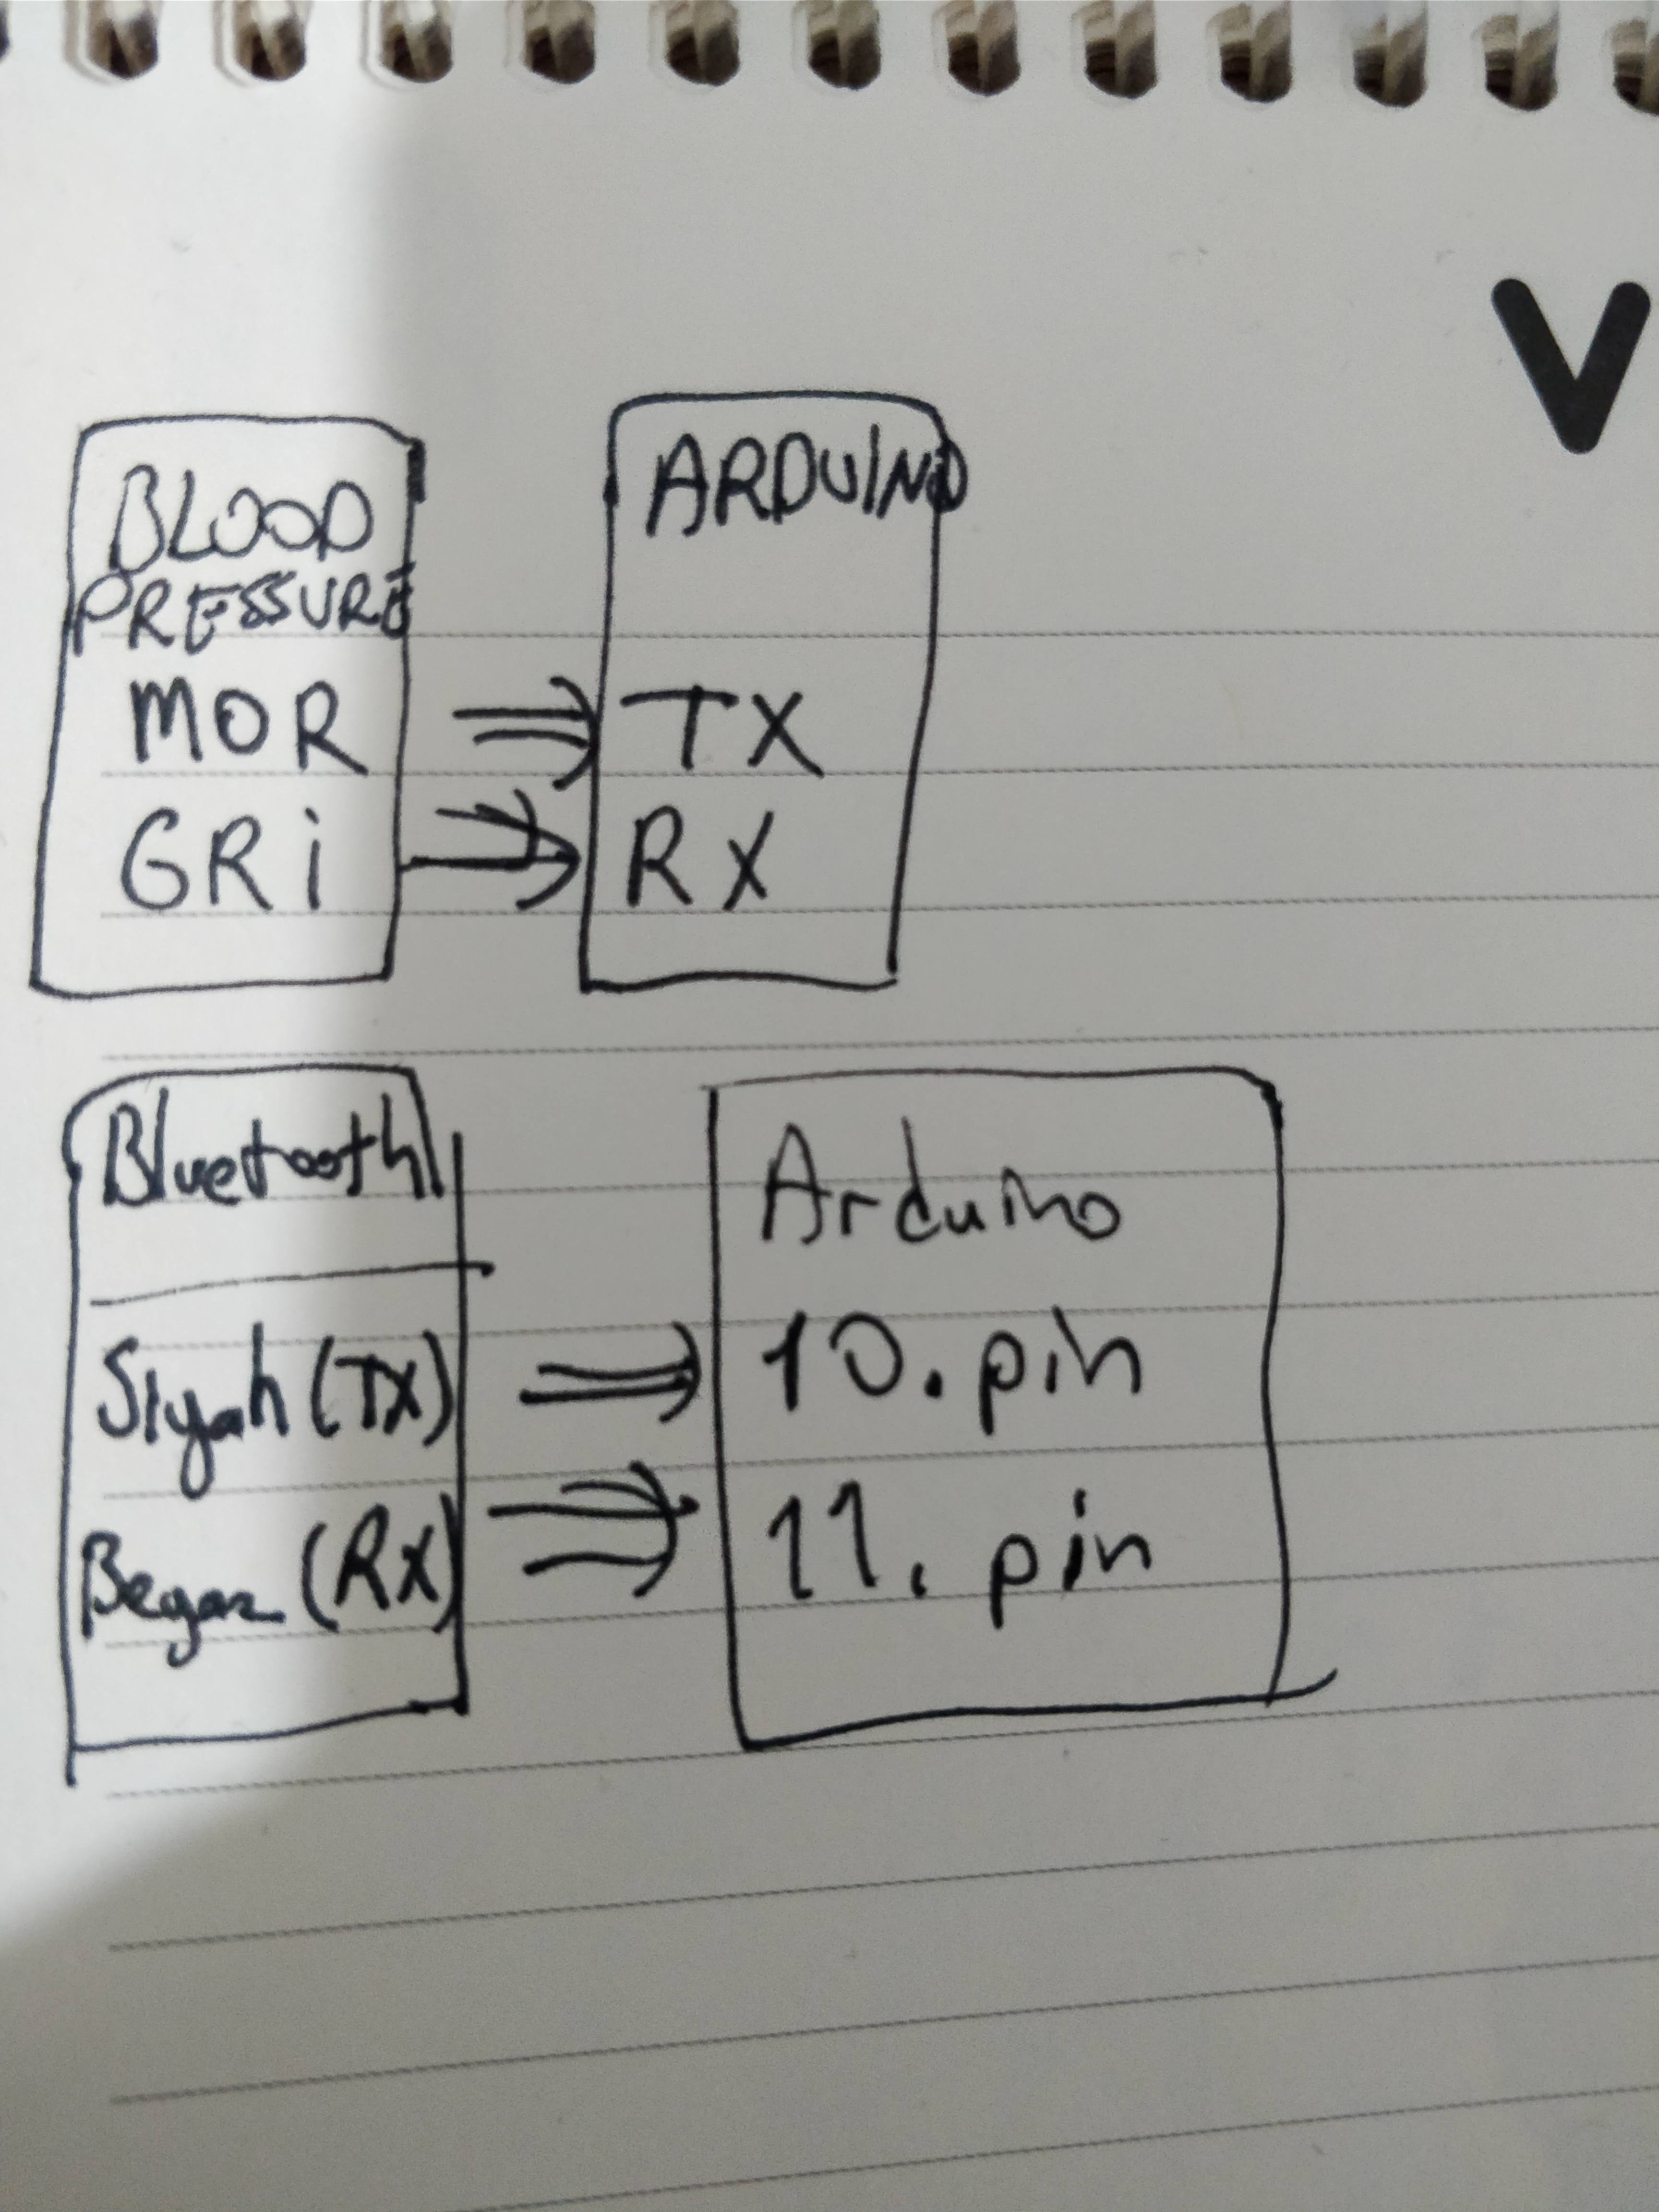 V
BLOOD
PRESSURE
MOR
GRi
ARDUINO
TX
RX
Bluetooth
Siyah (TX)
Beyaz (RX)
Arduino
10. pin
11. pin